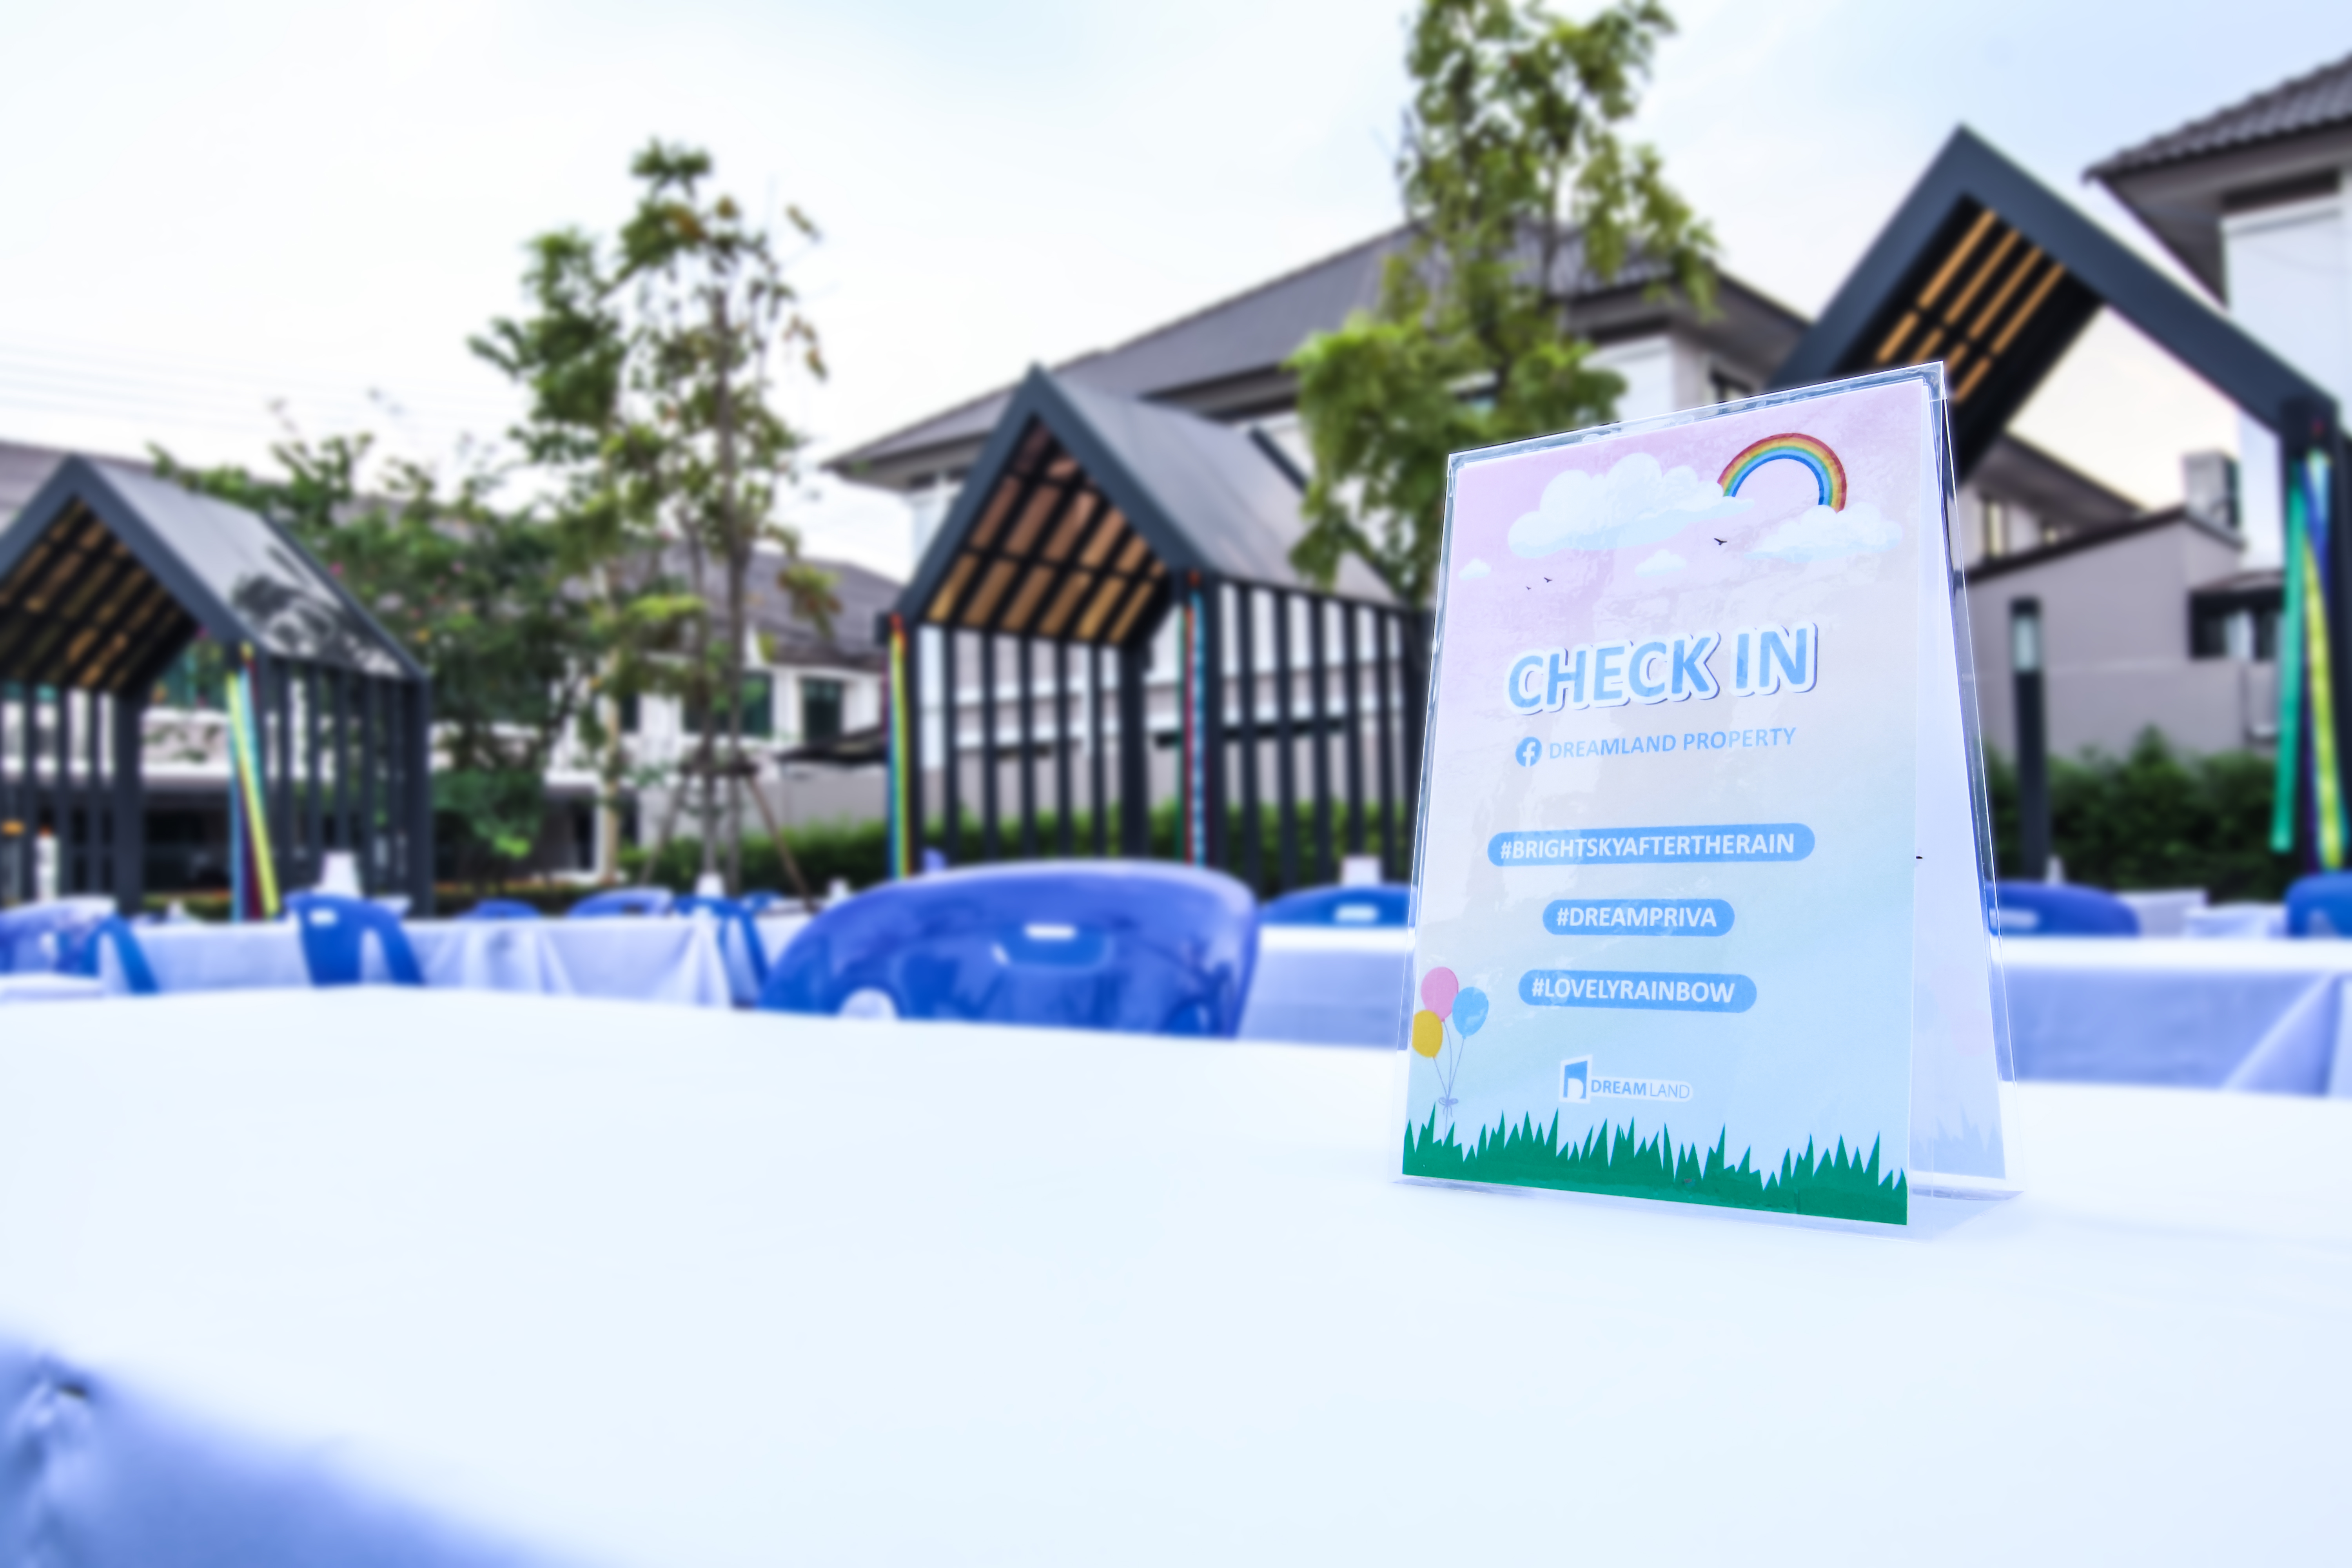 CHECK IN
DREAMLAND PROPERTY
#BRIGHTSKYAFTERTHERAIN
#DREAMPRIVA
#LOVELYRAINBOW
DREAMLAND